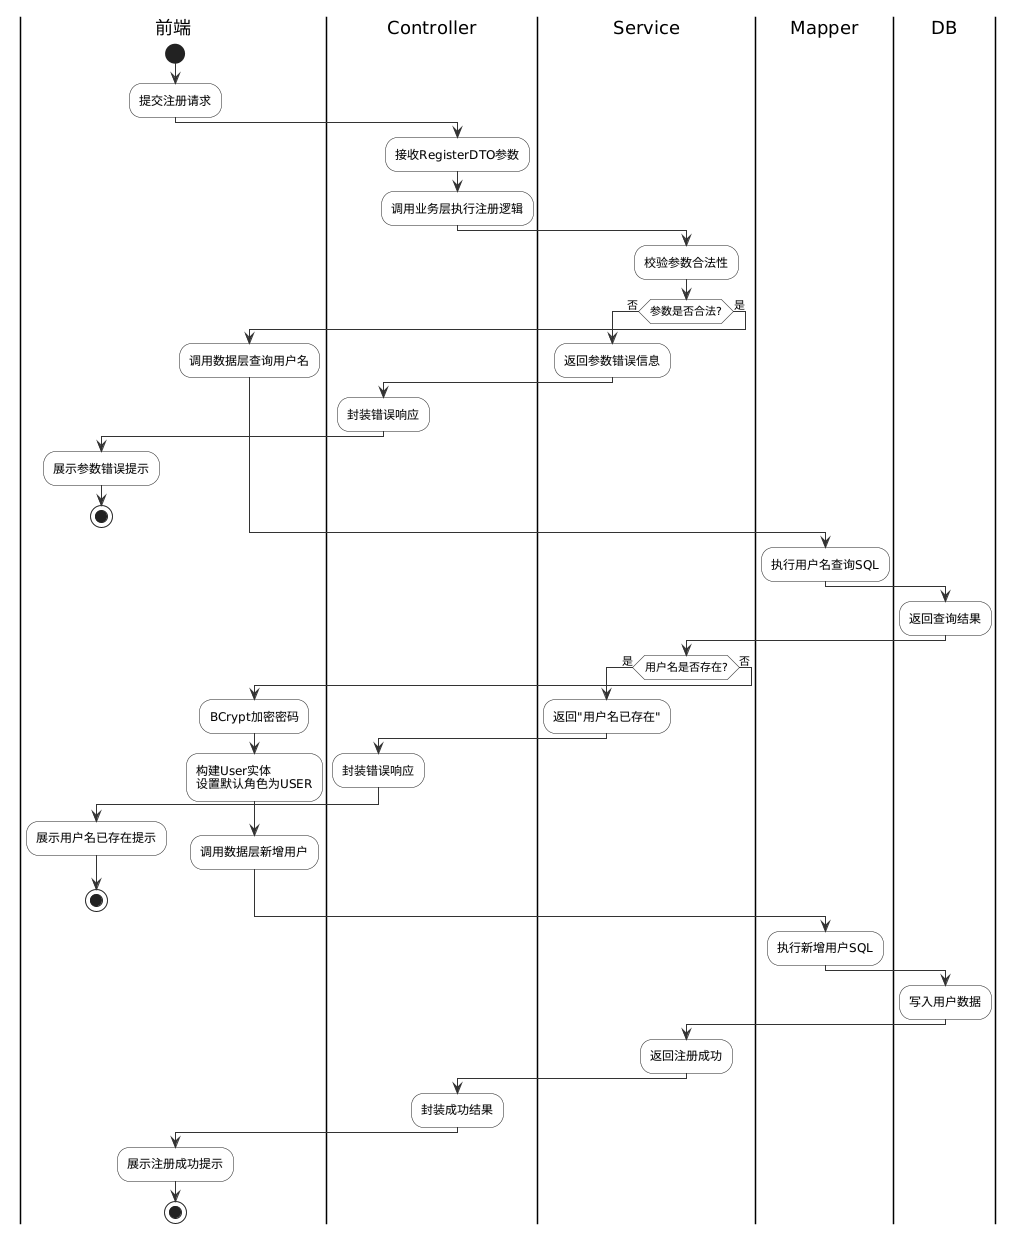 前端
Controller
Service
Mapper
DB
提交注册请求
接收RegisterDTO参数
调用业务层执行注册逻辑
校验参数合法性
否
参数是否合法?
是
调用数据层查询用户名
返回参数错误信息
封装错误响应
展示参数错误提示
执行用户名查询SQL
返回查询结果
是
用户名是否存在?
否
BCrypt加密密码
返回"用户名已存在"
构建User实体
设置默认角色为USER
封装错误响应
展示用户名已存在提示
调用数据层新增用户
执行新增用户SQL
写入用户数据
返回注册成功
封装成功结果
展示注册成功提示